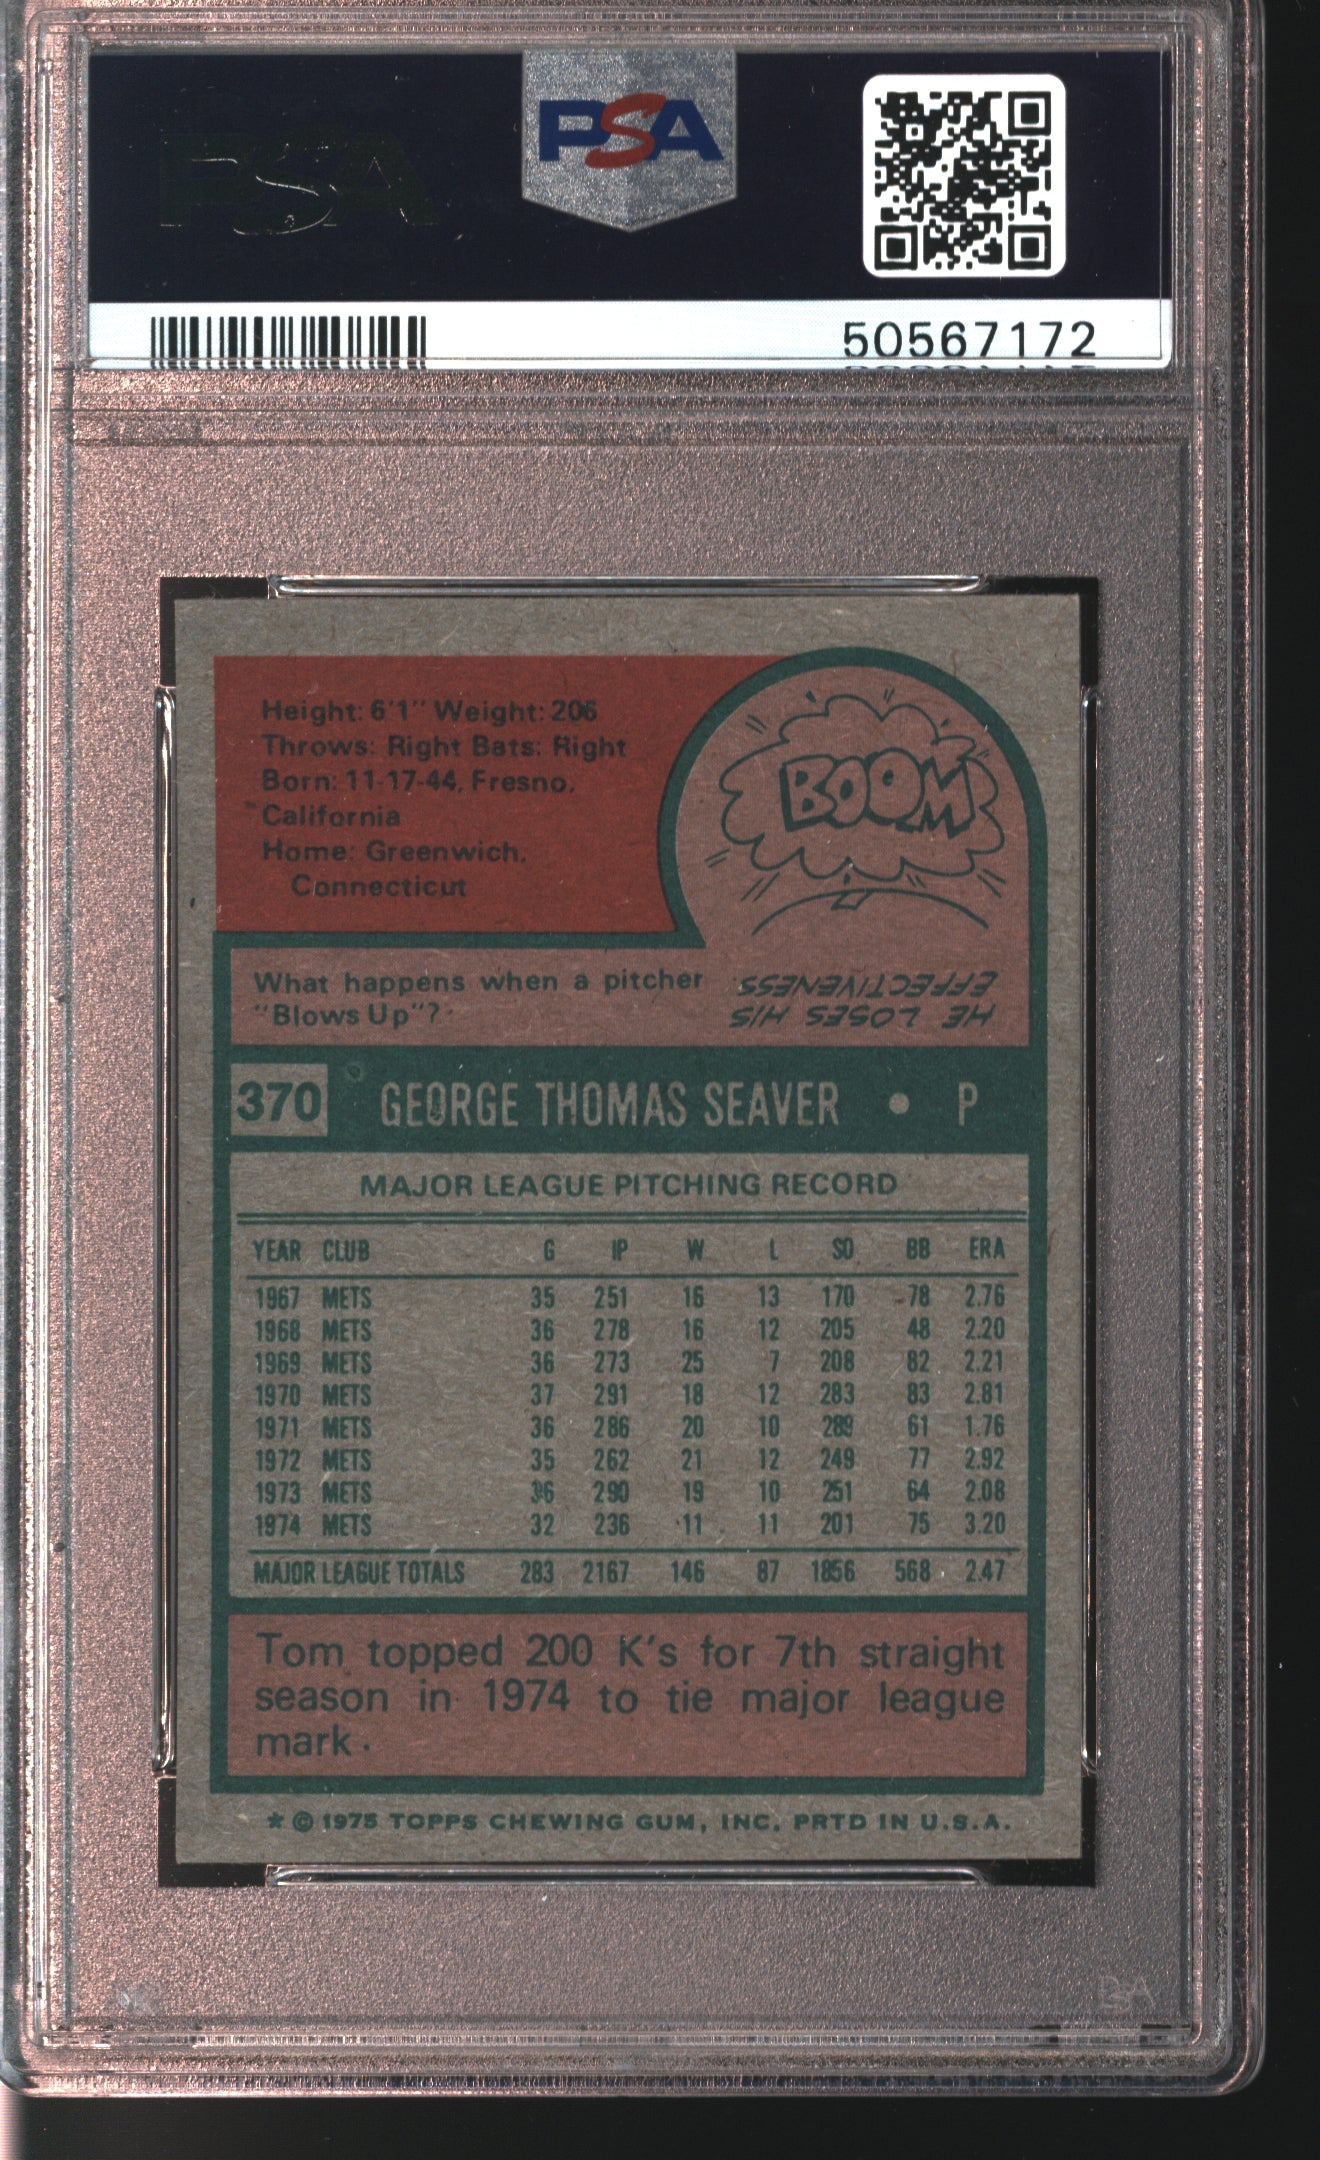 PSA
PSA
50567172
Height: 6'1" Weight: 206
Throws: Right Bats: Right
Born: 11-17-44, Fresno,
California
Home: Greenwich,
Connecticut
BOOM
What happens when a pitcher
"Blows Up"?
HE LOSES HIS
EFFECTIVENESS.
370 GEORGE THOMAS SEAVER • P
MAJOR LEAGUE PITCHING RECORD
YEAR CLUB G IP W L SO BB ERA
1967 METS 35 251 16 13 170 78 2.76
1968 METS 36 278 16 12 205 48 2.20
1969 METS 36 273 25 7 208 82 2.21
1970 METS 37 291 18 12 283 83 2.81
1971 METS 36 286 20 10 289 61 1.76
1972 METS 35 262 21 12 249 77 2.92
1973 METS 36 290 19 10 251 64 2.08
1974 METS 32 236 11 11 201 75 3.20
MAJOR LEAGUE TOTALS 283 2167 146 87 1856 568 2.47
Tom topped 200 K's for 7th straight
season in 1974 to tie major league
mark.
* © 1975 TOPPS CHEWING GUM, INC. PRTD IN U.S.A.
PSA